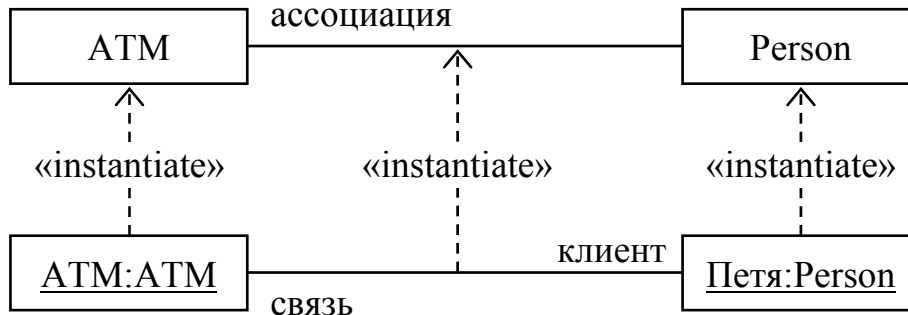 ассоциация
ATM Person
«instantiate» «instantiate» «instantiate»
клиент
ATM:ATM Петя:Person
связь